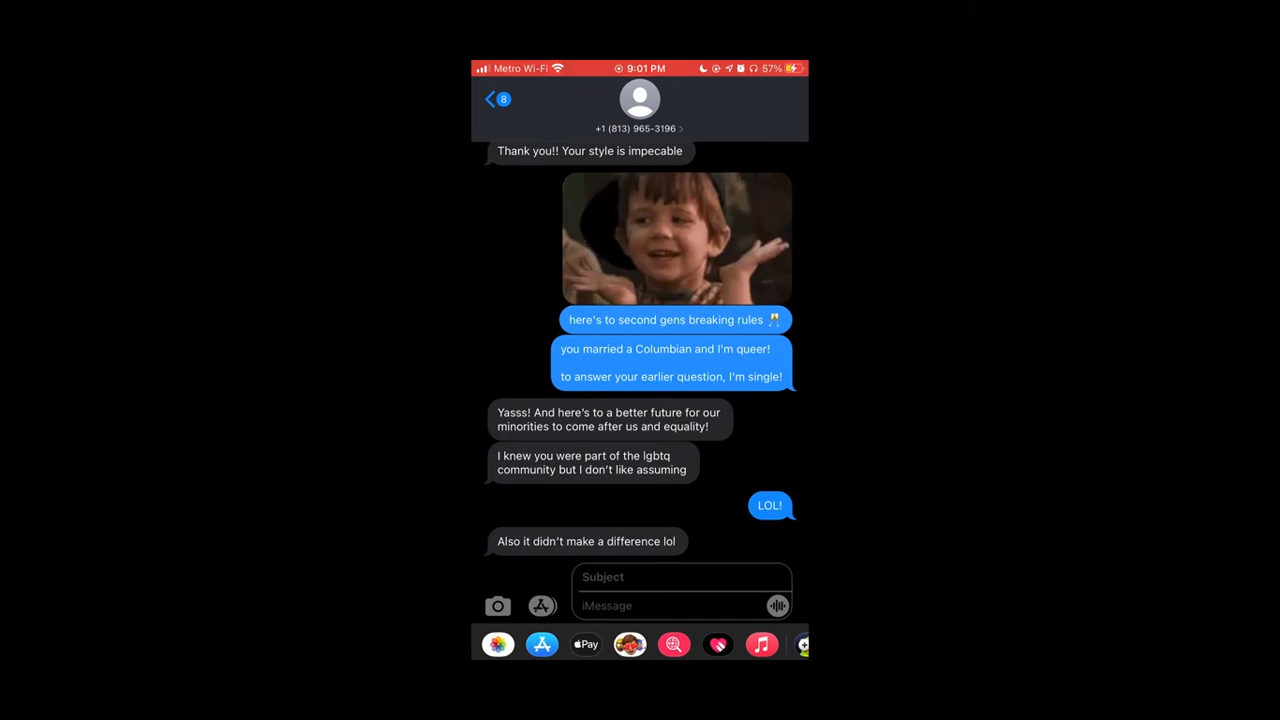 Metro Wi-Fi 9:01 PM 57%
8
+1 (813) 965-3196
Thank you!! Your style is impecable
here's to second gens breaking rules 🥂
you married a Columbian and I'm queer!
to answer your earlier question, I'm single!
Yasss! And here's to a better future for our
minorities to come after us and equality!
I knew you were part of the lgbtq
community but I don't like assuming
LOL!
Also it didn't make a difference lol
Subject
iMessage
Pay